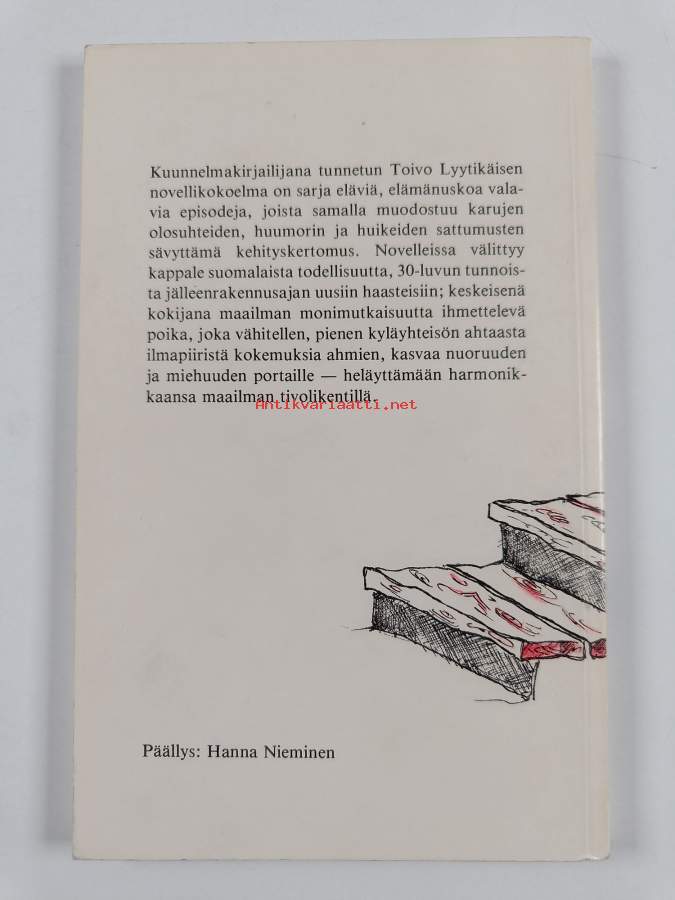 Kuunnelmakirjailijana tunnetun Toivo Lyytikäisen
novellikokoelma on sarja eläviä, elämänuskoa vala-
via episodeja, joista samalla muodostuu karujen
olosuhteiden, huumorin ja huikeiden sattumusten
sävyttämä kehityskertomus. Novelleissa välittyy
kappale suomalaista todellisuutta, 30-luvun tunnois-
ta jälleenrakennusajan uusiin haasteisiin; keskeisenä
kokijana maailman monimutkaisuutta ihmettelevä
poika, joka vähitellen, pienen kyläyhteisön ahtaasta
ilmapiiristä kokemuksia ahmien, kasvaa nuoruuden
ja miehuuden portaille — heläyttämään harmonik-
kaansa maailman tivolikentillä.
Antikvariaatti.net
Päällys: Hanna Nieminen